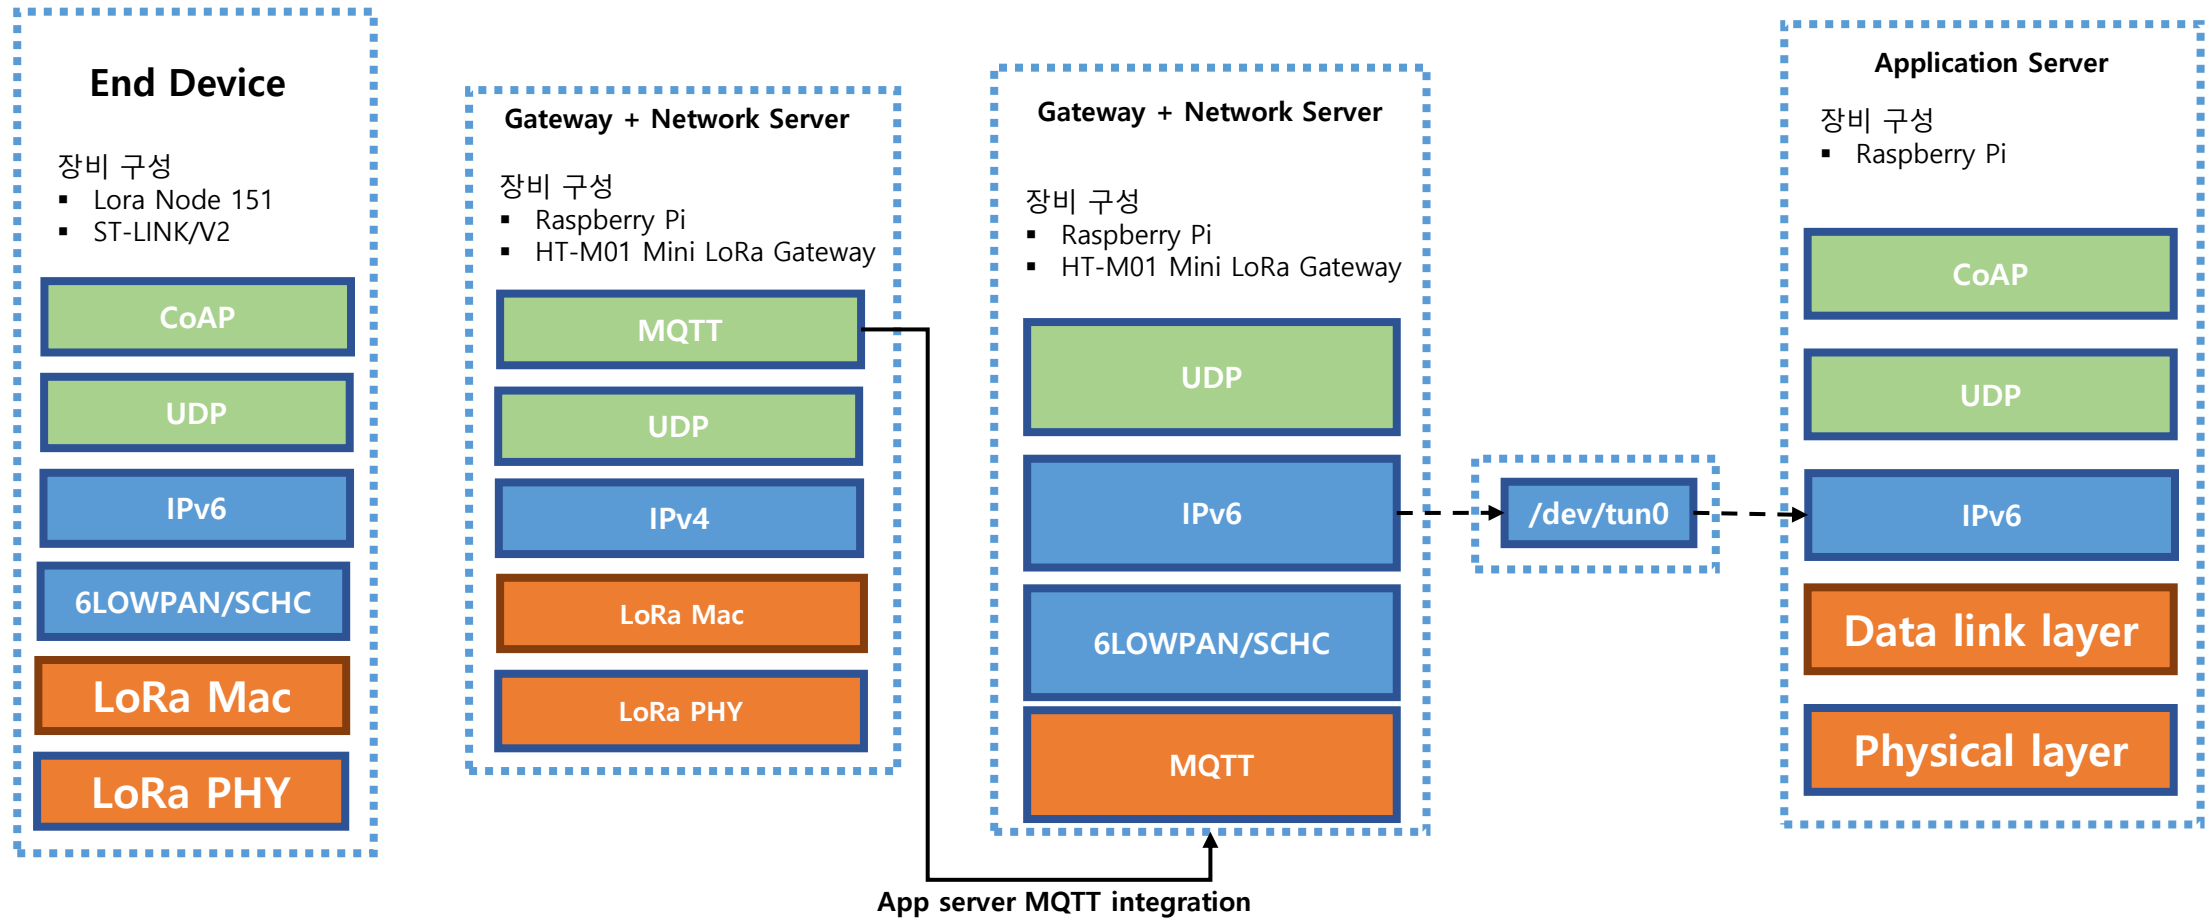 End Device
장비 구성
▪ Lora Node 151
▪ ST-LINK/V2
CoAP
UDP
IPv6
6LOWPAN/SCHC
LoRa Mac
LoRa PHY
Gateway + Network Server
장비 구성
▪ Raspberry Pi
▪ HT-M01 Mini LoRa Gateway
MQTT
UDP
IPv4
LoRa Mac
LoRa PHY
Gateway + Network Server
장비 구성
▪ Raspberry Pi
▪ HT-M01 Mini LoRa Gateway
UDP
IPv6
6LOWPAN/SCHC
MQTT
App server MQTT integration
/dev/tun0
Application Server
장비 구성
▪ Raspberry Pi
CoAP
UDP
IPv6
Data link layer
Physical layer